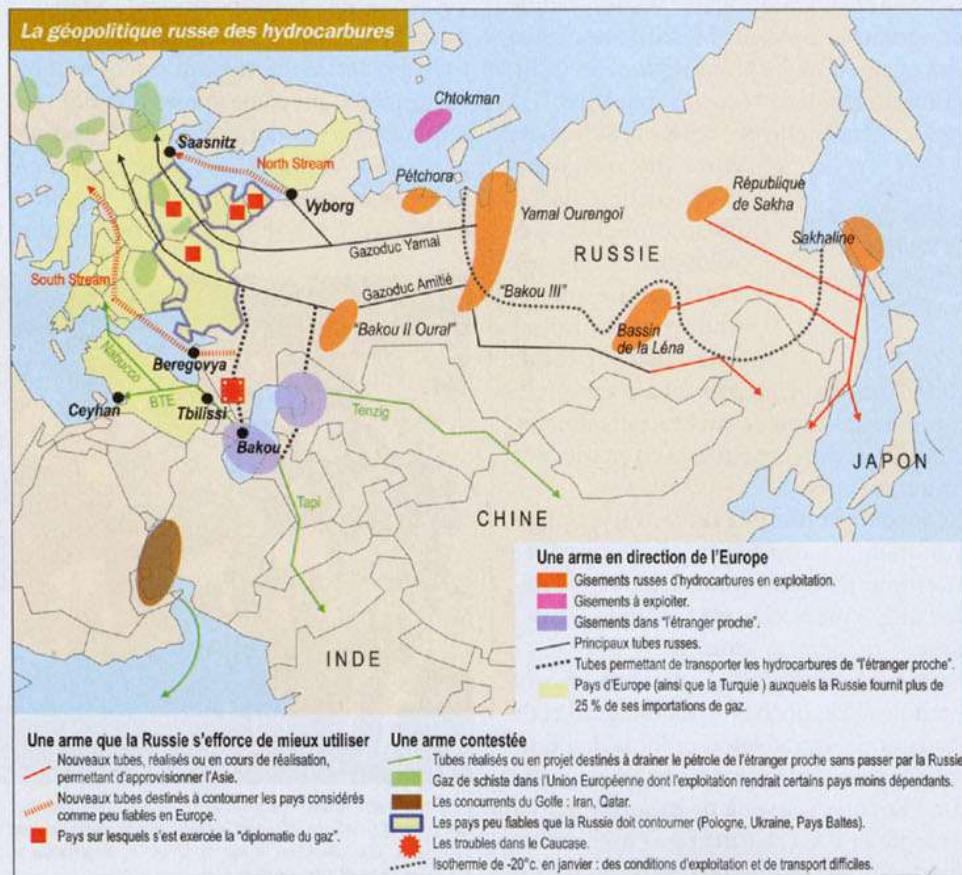 La géopolitique russe des hydrocarbures
Chtokman
Saasnitz
North Stream
Pétchora
Vyborg
République
de Sakha
Yamal Ourengoï
Sakhaline
RUSSIE
Gazoduc Yamal
South Stream
Gazoduc Amitié
"Bakou III"
"Bakou II Oural"
Bassin
de la Léna
Beregovya
Nabucco
BTE
Ceyhan
Tbilissi
Tenzig
Bakou
JAPON
Tapi
CHINE
INDE
Une arme en direction de l'Europe
Gisements russes d'hydrocarbures en exploitation.
Gisements à exploiter.
Gisements dans "l'étranger proche".
Principaux tubes russes.
Tubes permettant de transporter les hydrocarbures de "l'étranger proche".
Pays d'Europe (ainsi que la Turquie ) auxquels la Russie fournit plus de
25 % de ses importations de gaz.
Une arme que la Russie s'efforce de mieux utiliser
Nouveaux tubes, réalisés ou en cours de réalisation,
permettant d'approvisionner l'Asie.
Nouveaux tubes destinés à contourner les pays considérés
comme peu fiables en Europe.
Pays sur lesquels s'est exercée la "diplomatie du gaz".
Une arme contestée
Tubes réalisés ou en projet destinés à drainer le pétrole de l'étranger proche sans passer par la Russie
Gaz de schiste dans l'Union Européenne dont l'exploitation rendrait certains pays moins dépendants.
Les concurrents du Golfe : Iran, Qatar.
Les pays peu fiables que la Russie doit contourner (Pologne, Ukraine, Pays Baltes).
Les troubles dans le Caucase.
Isothermie de -20°c. en janvier : des conditions d'exploitation et de transport difficiles.